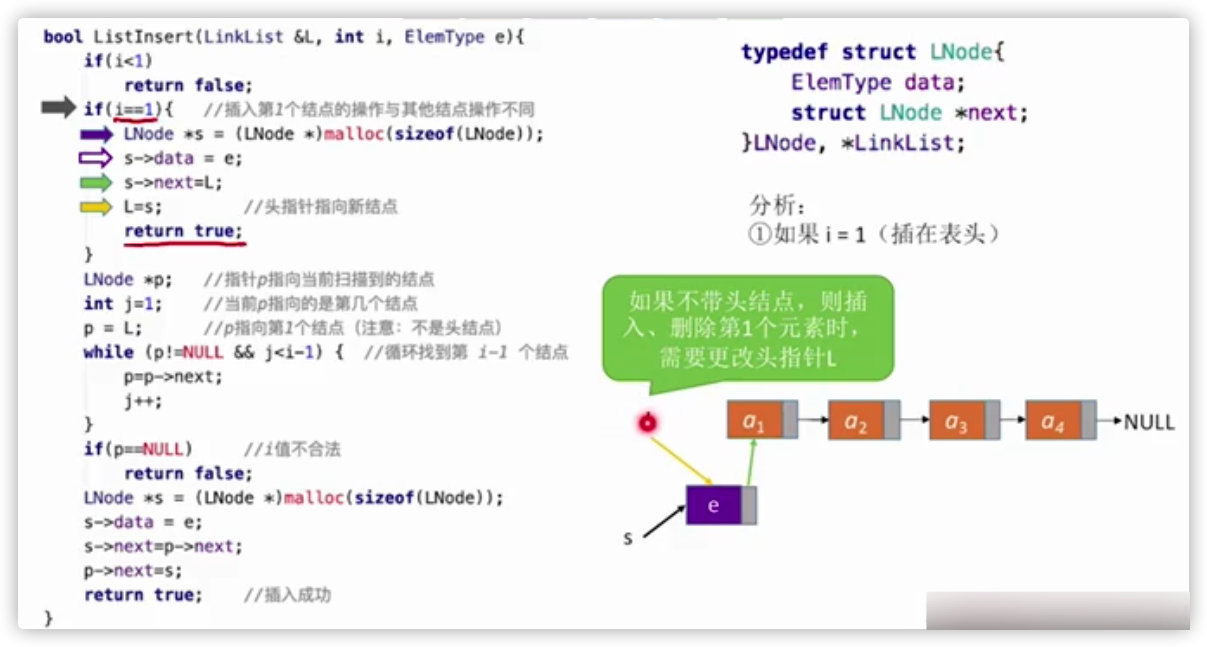 bool ListInsert(LinkList &L, int i, ElemType e){
if(i<1)
return false;
if(i==1){ //插入第1个结点的操作与其他结点操作不同
LNode *s = (LNode *)malloc(sizeof(LNode));
s->data = e;
s->next=L;
L=s; //头指针指向新结点
return true;
}
LNode *p; //指针p指向当前扫描到的结点
int j=1; //当前p指向的是第几个结点
p = L; //p指向第1个结点（注意：不是头结点）
while (p!=NULL && j<i-1) { //循环找到第 i-1 个结点
p=p->next;
j++;
}
if(p==NULL) //i值不合法
return false;
LNode *s = (LNode *)malloc(sizeof(LNode));
s->data = e;
s->next=p->next;
p->next=s;
return true; //插入成功
}
typedef struct LNode{
ElemType data;
struct LNode *next;
}LNode, *LinkList;
分析：
①如果 i = 1（插在表头）
如果不带头结点，则插
入、删除第1个元素时，
需要更改头指针L
a1 a2 a3 a4 NULL
e
s